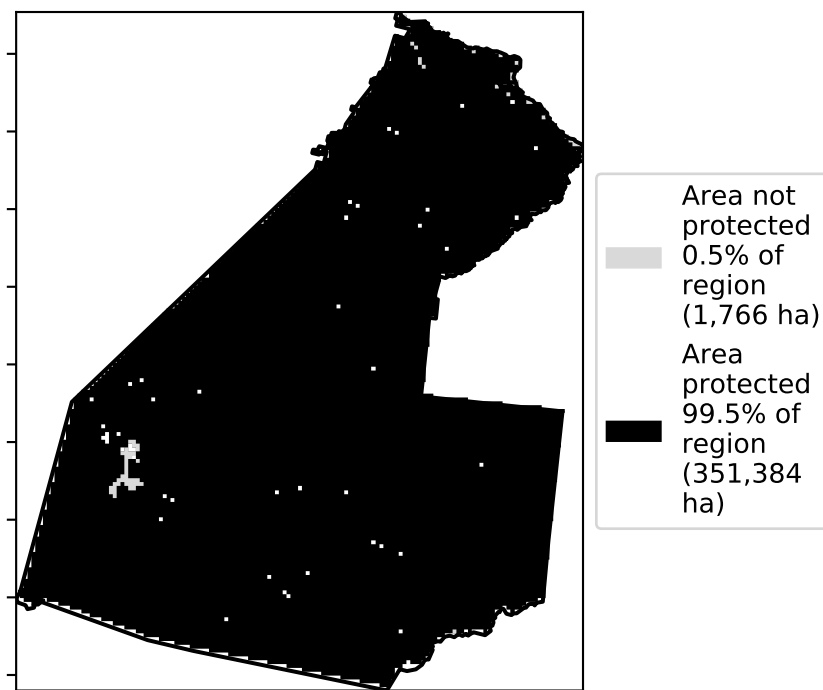 Area not
protected
0.5% of
region
(1,766 ha)
Area
protected
99.5% of
region
(351,384
ha)